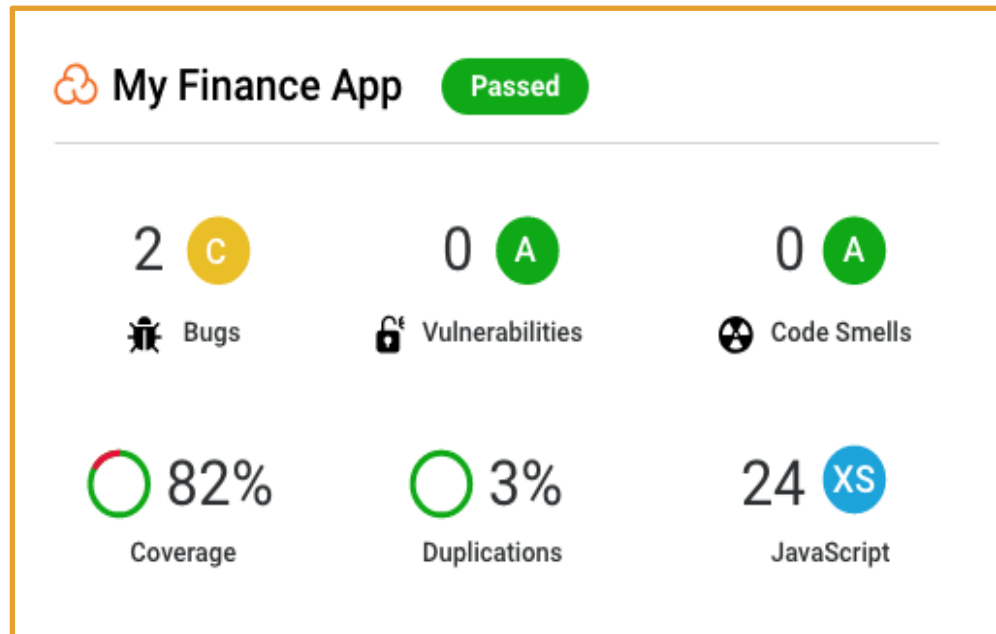 My Finance App Passed
2 C 0 A 0 A
Bugs Vulnerabilities Code Smells
82% 3% 24 XS
Coverage Duplications JavaScript